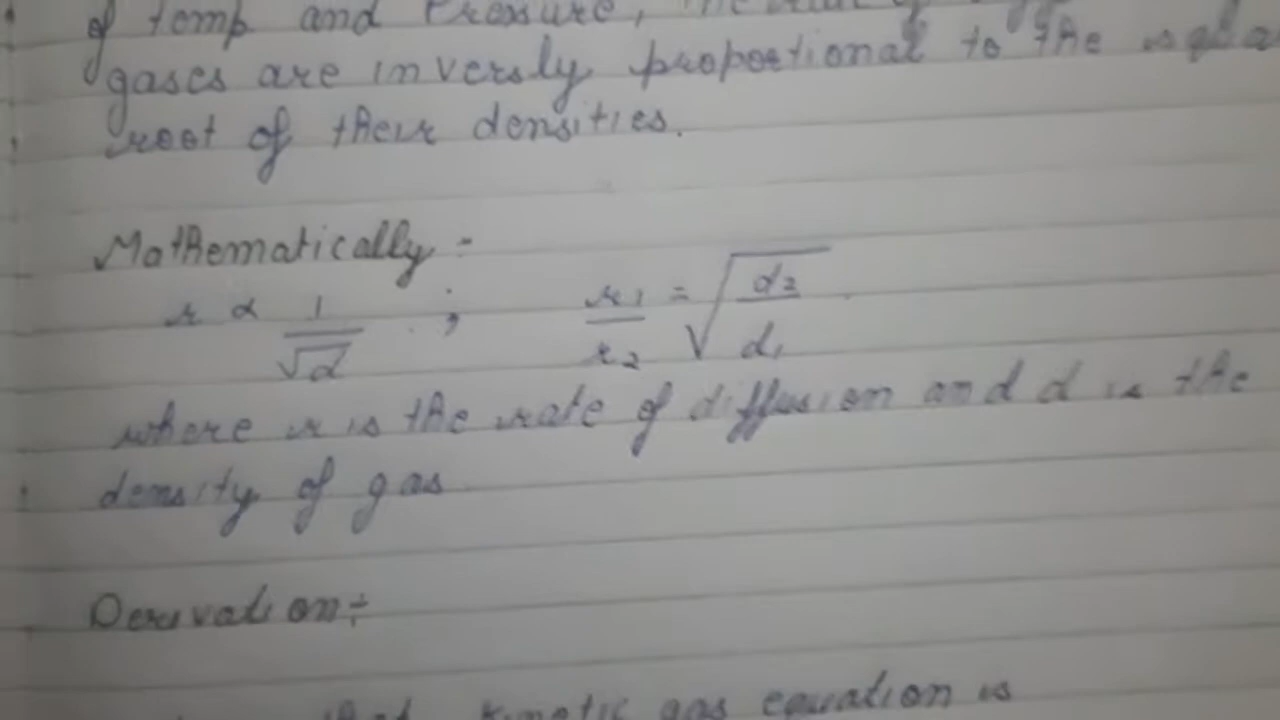 of temp and Pressure, the
gases are inversly proportional to the
root of their densities.
Mathematically :-
r ∝ 1/√d ; r1/r2 = √(d2/d1)
where r is the rate of diffusion and d is the
density of gas
Derivation :-
that kinetic gas equation is